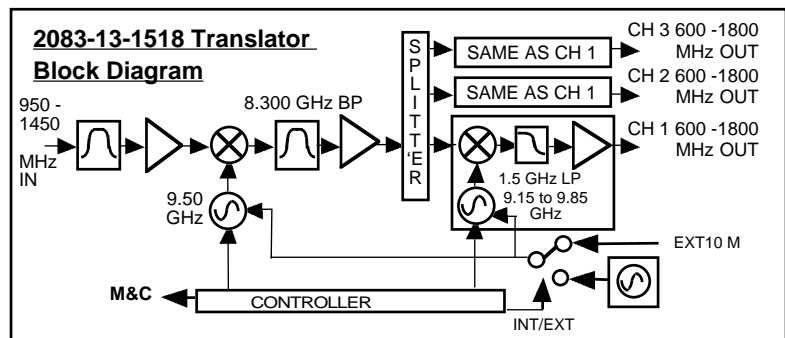 2083-13-1518 Translator
Block Diagram
950 -
1450
MHz
IN
8.300 GHz BP
9.50
GHz
SPLITT'ER
SAME AS CH 1
SAME AS CH 1
CH 3 600 -1800
MHz OUT
CH 2 600 -1800
MHz OUT
CH 1 600 -1800
MHz OUT
1.5 GHz LP
9.15 to 9.85
GHz
EXT10 M
M&C
CONTROLLER
INT/EXT